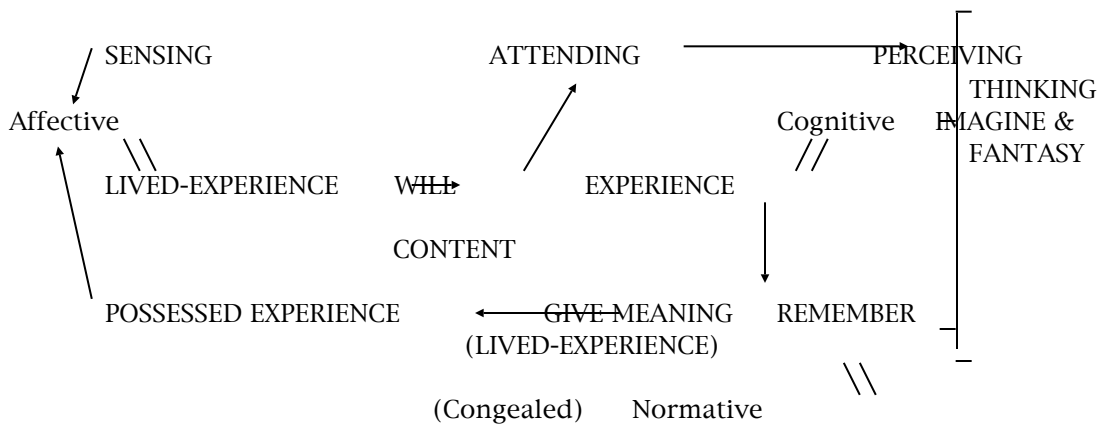 SENSING ATTENDING PERCEIVING
THINKING
Affective Cognitive IMAGINE &
FANTASY
LIVED-EXPERIENCE WILL EXPERIENCE
CONTENT
POSSESSED EXPERIENCE GIVE MEANING REMEMBER
(LIVED-EXPERIENCE)
(Congealed) Normative